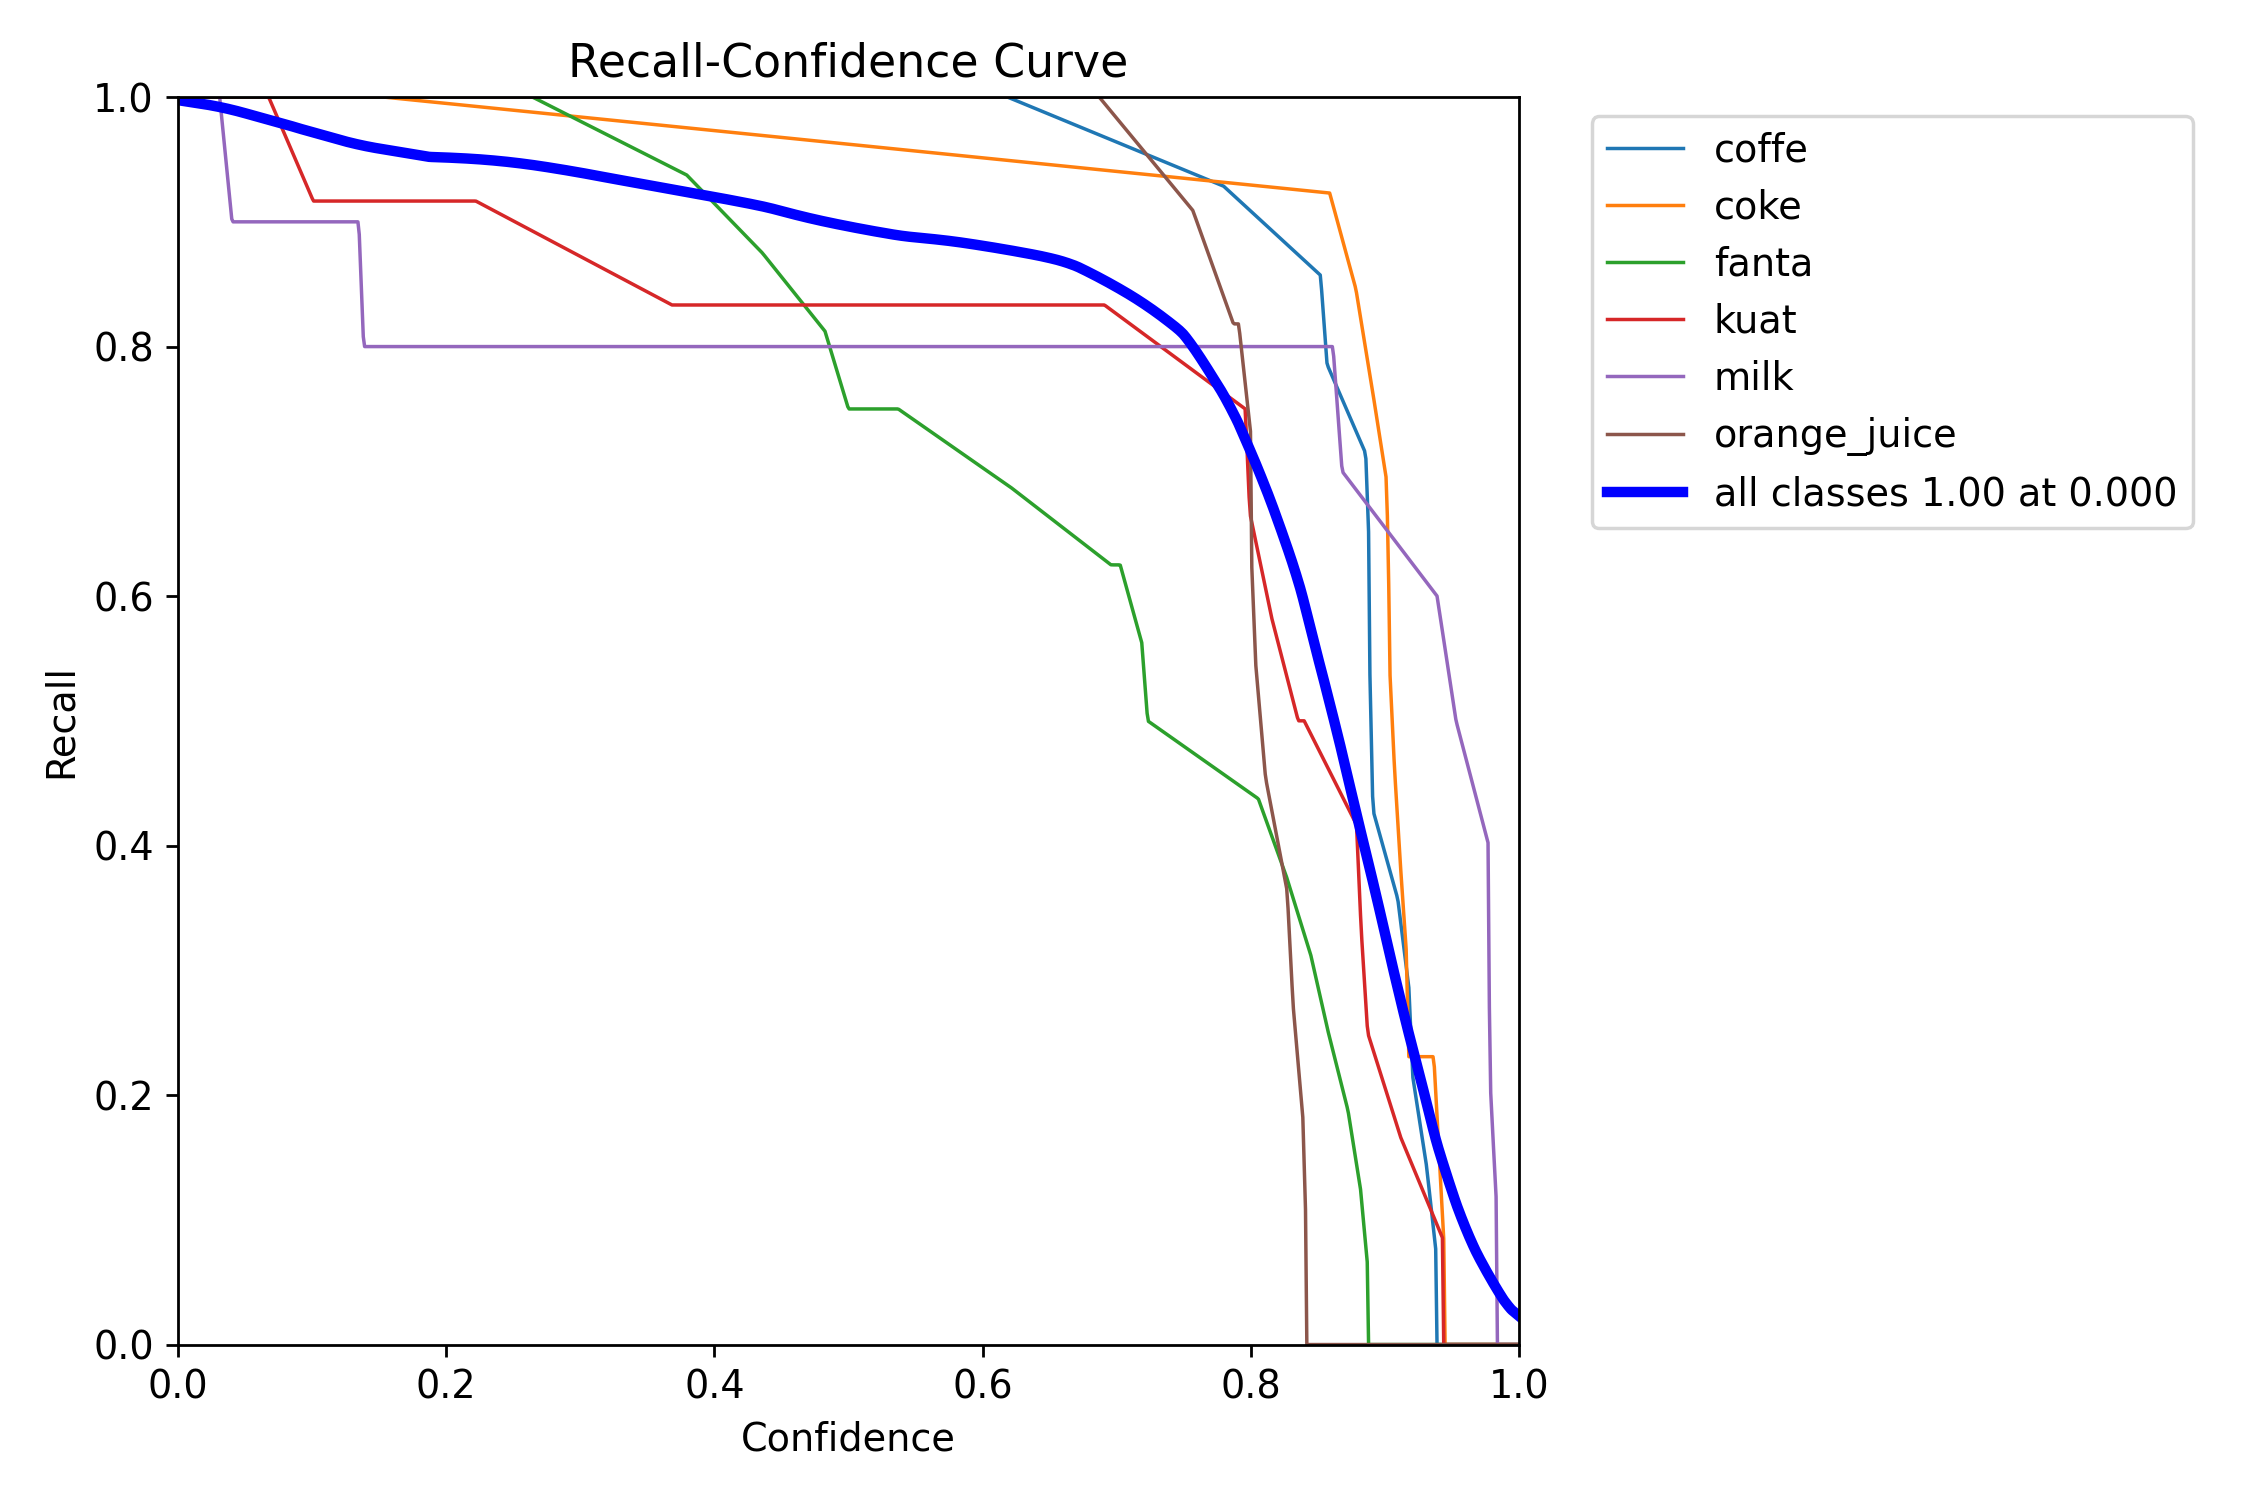 Recall-Confidence Curve
1.0
0.8
0.6
0.4
0.2
0.0
Recall
0.0 0.2 0.4 0.6 0.8 1.0
Confidence
coffe
coke
fanta
kuat
milk
orange_juice
all classes 1.00 at 0.000